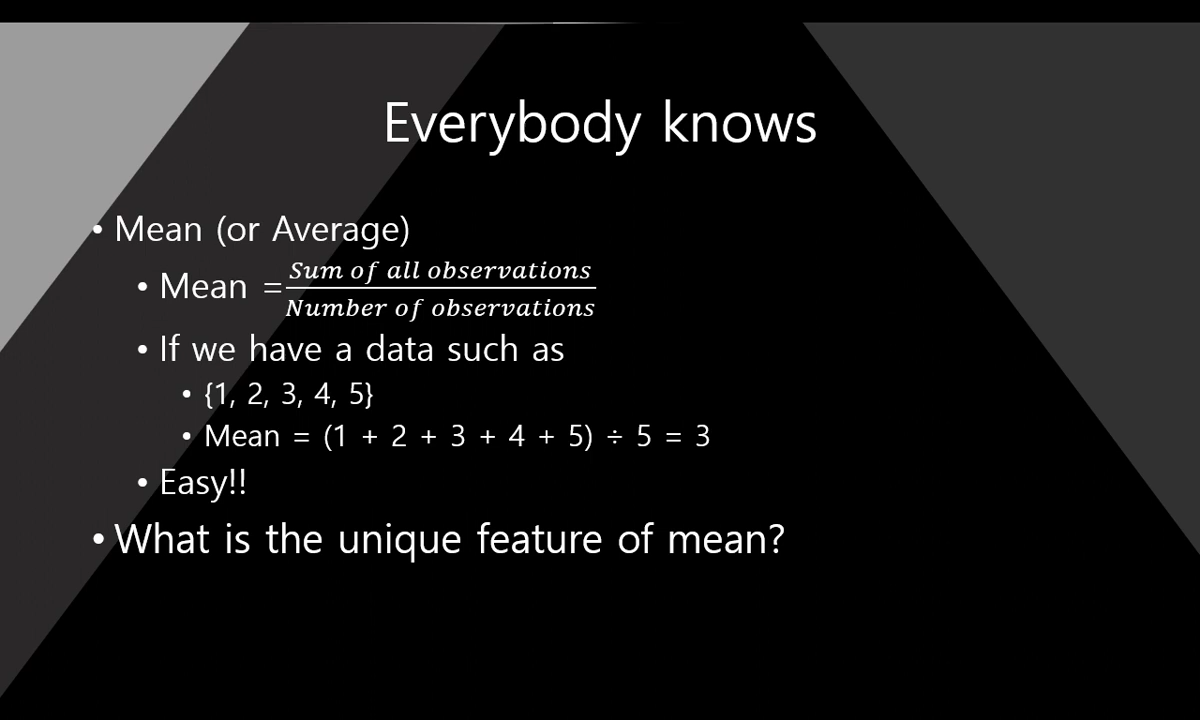 Everybody knows
• Mean (or Average)
• Mean = Sum of all observations / Number of observations
• If we have a data such as
• {1, 2, 3, 4, 5}
• Mean = (1 + 2 + 3 + 4 + 5) ÷ 5 = 3
• Easy!!
• What is the unique feature of mean?